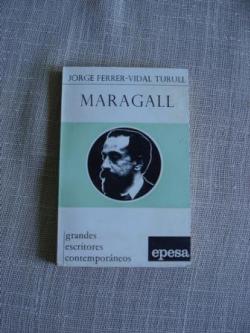 JORGE FERRER-VIDAL TURULL
MARAGALL
grandes
escritores
contemporáneos
epesa